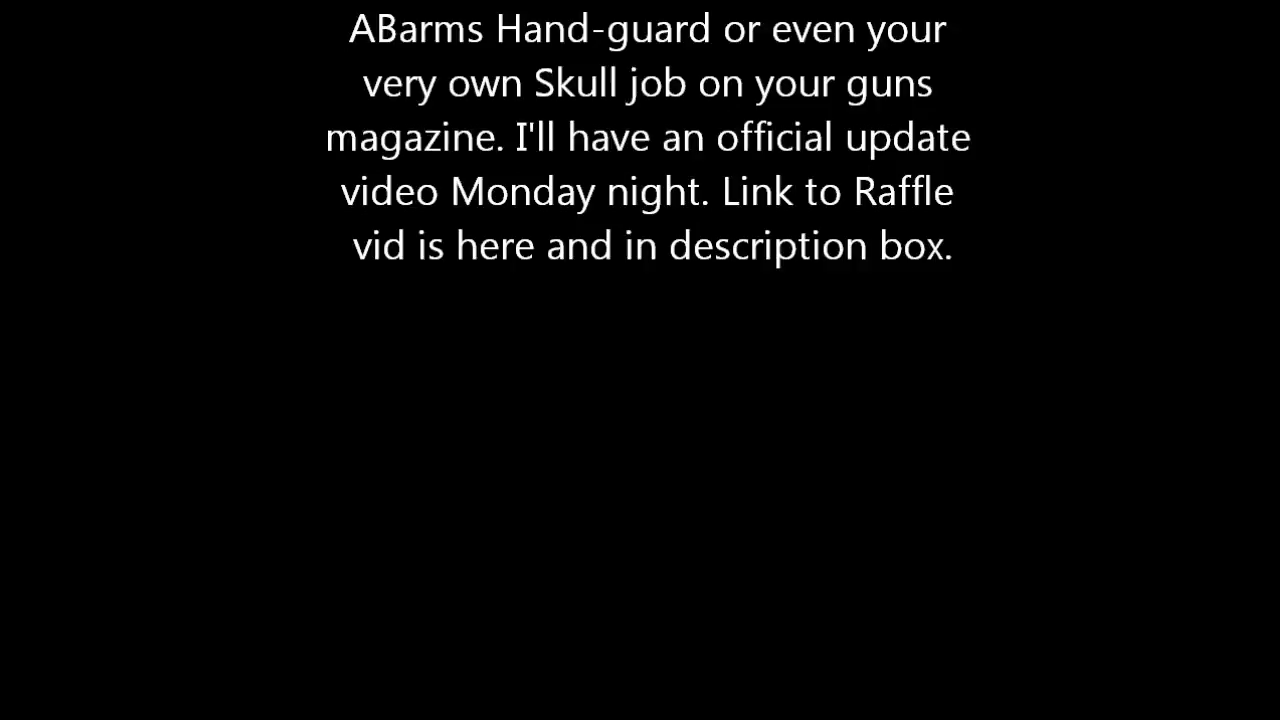 ABarms Hand-guard or even your
very own Skull job on your guns
magazine. I'll have an official update
video Monday night. Link to Raffle
vid is here and in description box.